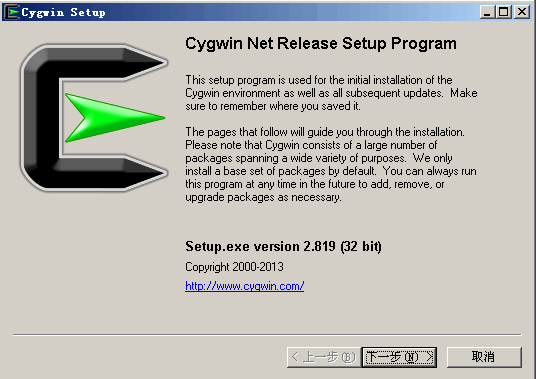 Cygwin Setup
Cygwin Net Release Setup Program
This setup program is used for the initial installation of the
Cygwin environment as well as all subsequent updates.  Make
sure to remember where you saved it.
The pages that follow will guide you through the installation.
Please note that Cygwin consists of a large number of
packages spanning a wide variety of purposes.  We only
install a base set of packages by default.  You can always run
this program at any time in the future to add, remove, or
upgrade packages as necessary.
Setup.exe version 2.819 (32 bit)
Copyright 2000-2013
http://www.cygwin.com/
< 上一步(B) 下一步(N) > 取消